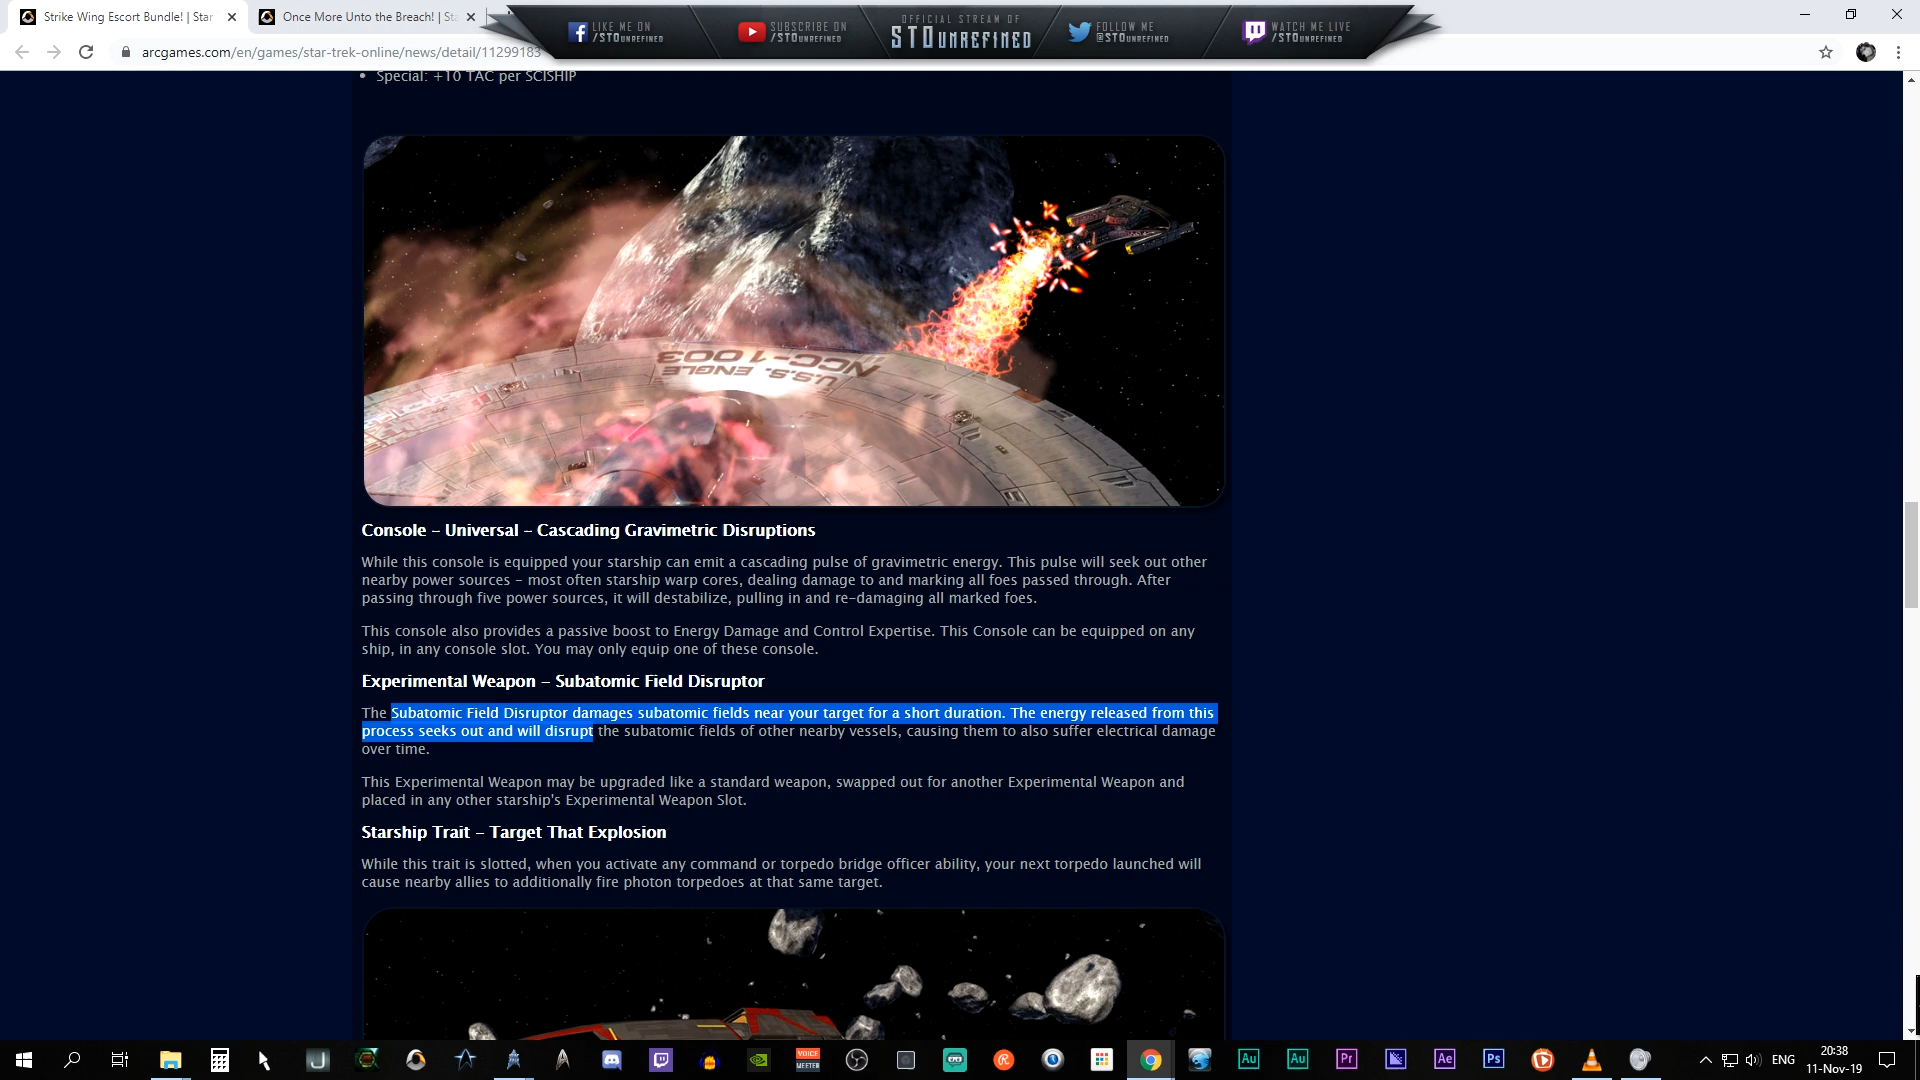 Strike Wing Escort Bundle! | Star
Once More Unto the Breach! | St
LIKE ME ON
/STOUNREFINED
SUBSCRIBE ON
/STOUNREFINED
OFFICIAL STREAM OF
STOUNREFINED
FOLLOW ME
@STOUNREFINED
WATCH ME LIVE
/STOUNREFINED
arcgames.com/en/games/star-trek-online/news/detail/11299183
• Special: +10 TAC per SCISHIP
NCC-1003
U.S.S. ENGLE
Console – Universal – Cascading Gravimetric Disruptions
While this console is equipped your starship can emit a cascading pulse of gravimetric energy. This pulse will seek out other
nearby power sources – most often starship warp cores, dealing damage to and marking all foes passed through. After
passing through five power sources, it will destabilize, pulling in and re-damaging all marked foes.
This console also provides a passive boost to Energy Damage and Control Expertise. This Console can be equipped on any
ship, in any console slot. You may only equip one of these console.
Experimental Weapon – Subatomic Field Disruptor
The Subatomic Field Disruptor damages subatomic fields near your target for a short duration. The energy released from this
process seeks out and will disrupt the subatomic fields of other nearby vessels, causing them to also suffer electrical damage
over time.
This Experimental Weapon may be upgraded like a standard weapon, swapped out for another Experimental Weapon and
placed in any other starship's Experimental Weapon Slot.
Starship Trait – Target That Explosion
While this trait is slotted, when you activate any command or torpedo bridge officer ability, your next torpedo launched will
cause nearby allies to additionally fire photon torpedoes at that same target.
VOICE
MEETER
Au
Au
Pr
Ae
Ps
ENG
20:38
11-Nov-19